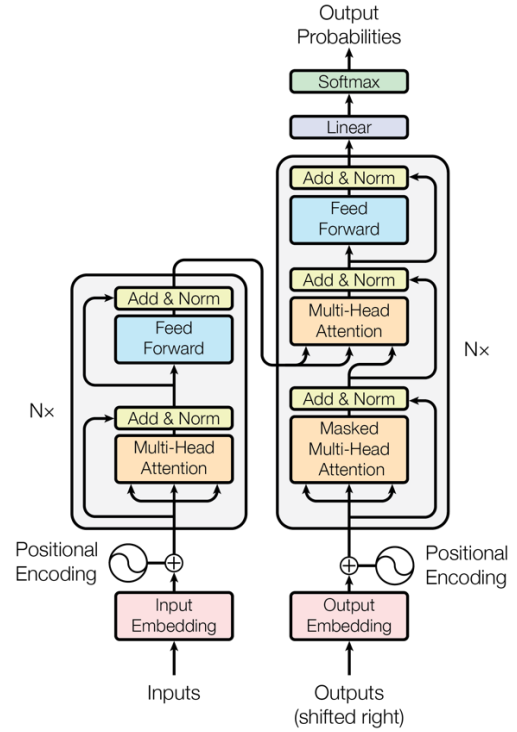 Output
Probabilities
Softmax
Linear
Add & Norm
Feed
Forward
Add & Norm
Multi-Head
Attention
Add & Norm
Masked
Multi-Head
Attention
N×
Add & Norm
Feed
Forward
Add & Norm
Multi-Head
Attention
N×
Positional
Encoding
Positional
Encoding
Input
Embedding
Output
Embedding
Inputs
Outputs
(shifted right)